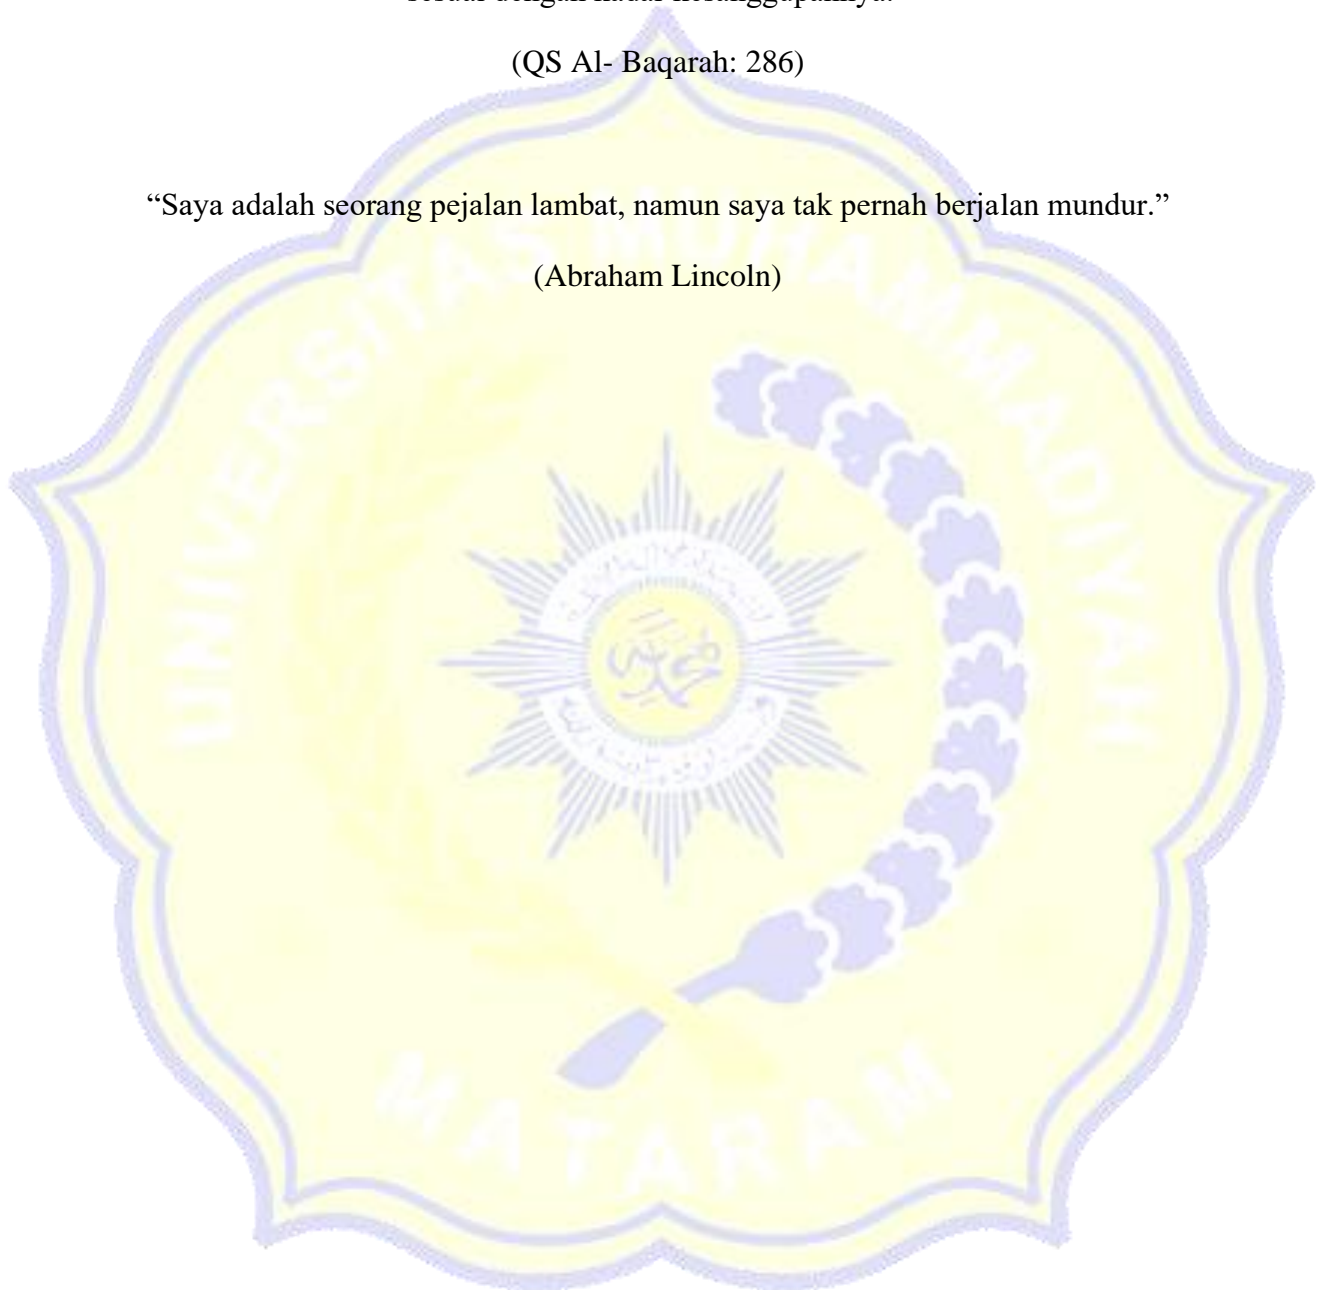 (QS Al- Baqarah: 286)
“Saya adalah seorang pejalan lambat, namun saya tak pernah berjalan mundur.”
(Abraham Lincoln)
UNIVERSITAS MUHAMMADIYAH
MATARAM